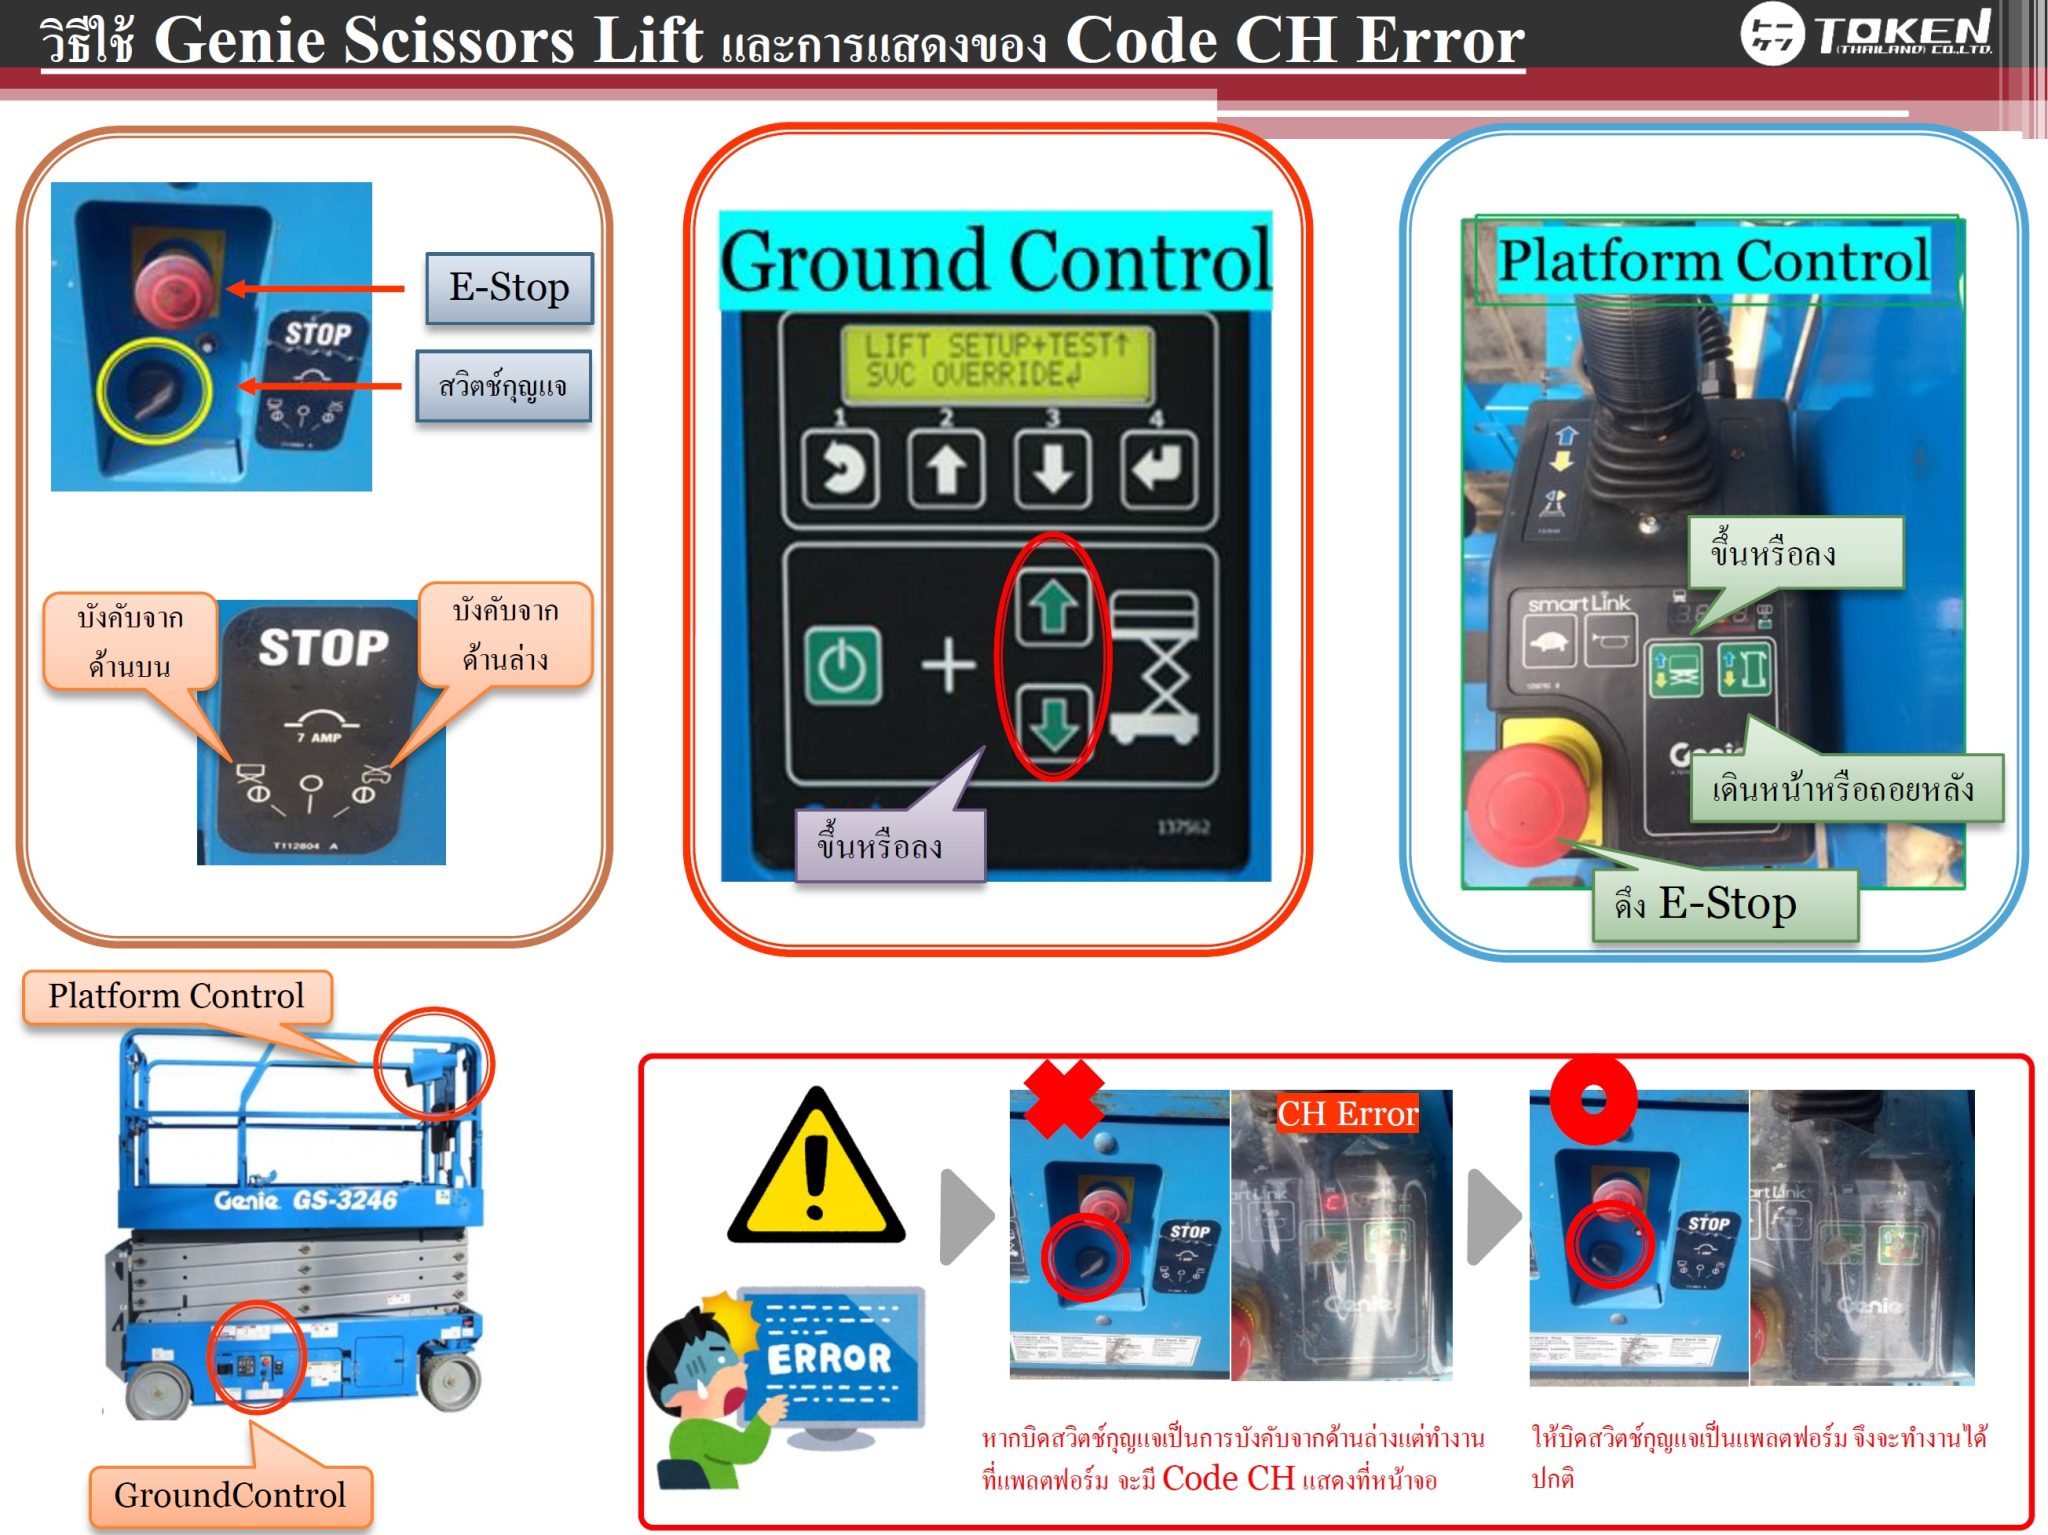 วิธีใช้ Genie Scissors Lift และการแสดงของ Code CH Error
TOKEN
(THAILAND) CO.,LTD.
E-Stop
สวิตช์กุญแจ
STOP
บังคับจาก
ด้านบน
บังคับจาก
ด้านล่าง
STOP
7 AMP
T112804 A
Ground Control
LIFT SETUP+TEST↑
SVC OVERRIDE↲
1 2 3 4
+
137562
ขึ้นหรือลง
Platform Control
ขึ้นหรือลง
smartLink
Genie
เดินหน้าหรือถอยหลัง
ดึง E-Stop
Platform Control
Genie GS-3246
GroundControl
ERROR
CH Error
STOP
Genie
หากบิดสวิตช์กุญแจเป็นการบังคับจากด้านล่างแต่ทำงาน
ที่แพลตฟอร์ม จะมี Code CH แสดงที่หน้าจอ
STOP
Genie
ให้บิดสวิตช์กุญแจเป็นแพลตฟอร์ม จึงจะทำงานได้
ปกติ